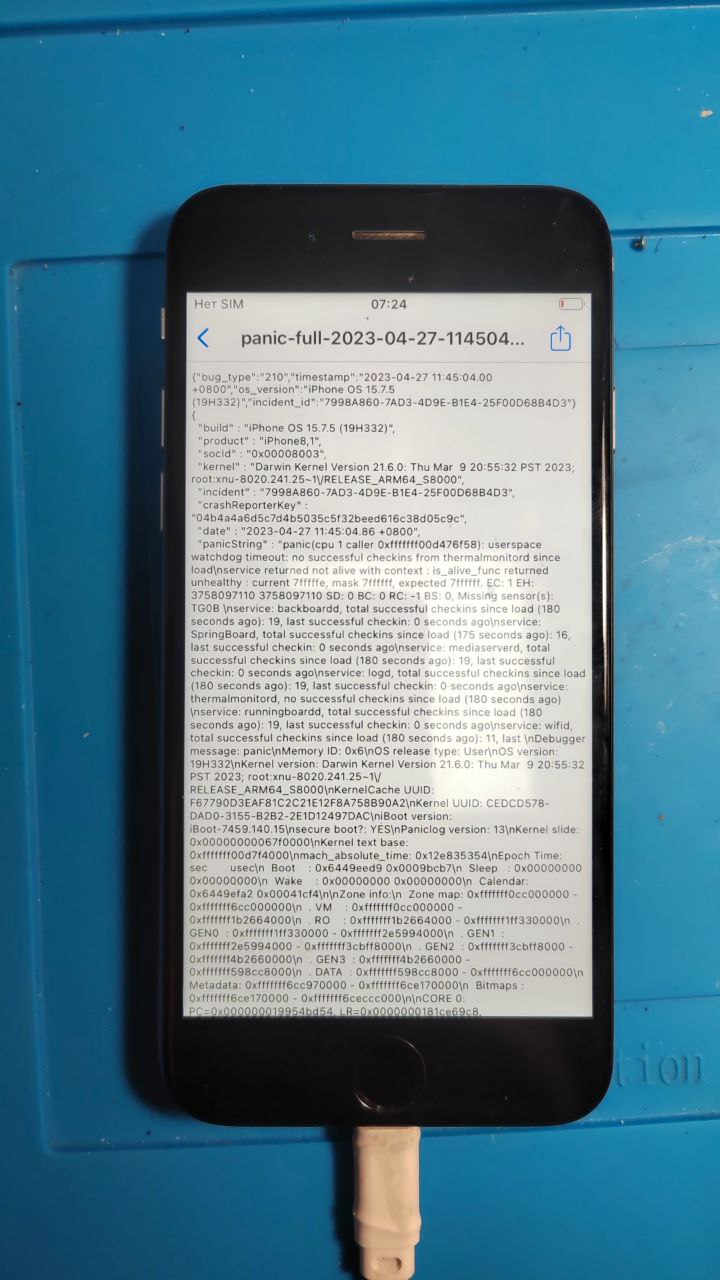 Нет SIM
07:24
panic-full-2023-04-27-114504...
{"bug_type":"210","timestamp":"2023-04-27 11:45:04.00
+0800","os_version":"iPhone OS 15.7.5
(19H332)","incident_id":"7998A860-7AD3-4D9E-B1E4-25F00D68B4D3"}
{
"build" : "iPhone OS 15.7.5 (19H332)",
"product" : "iPhone8,1",
"socId" : "0x00008003",
"kernel" : "Darwin Kernel Version 21.6.0: Thu Mar 9 20:55:32 PST 2023;
root:xnu-8020.241.25~1\/RELEASE_ARM64_S8000",
"incident" : "7998A860-7AD3-4D9E-B1E4-25F00D68B4D3",
"crashReporterKey" :
"04b4a4a6d5c7d4b5035c5f32beed616c38d05c9c",
"date" : "2023-04-27 11:45:04.86 +0800",
"panicString" : "panic(cpu 1 caller 0xfffffff00d476f58): userspace
watchdog timeout: no successful checkins from thermalmonitord since
load\nservice returned not alive with context : is_alive_func returned
unhealthy : current 7fffffe, mask 7ffffff, expected 7ffffff. EC: 1 EH:
3758097110 3758097110 SD: 0 BC: 0 RC: -1 BS: 0, Missing sensor(s):
TG0B \nservice: backboardd, total successful checkins since load (180
seconds ago): 19, last successful checkin: 0 seconds ago\nservice:
SpringBoard, total successful checkins since load (175 seconds ago): 16,
last successful checkin: 0 seconds ago\nservice: mediaserverd, total
successful checkins since load (180 seconds ago): 19, last successful
checkin: 0 seconds ago\nservice: logd, total successful checkins since load
(180 seconds ago): 19, last successful checkin: 0 seconds ago\nservice:
thermalmonitord, no successful checkins since load (180 seconds ago)
\nservice: runningboardd, total successful checkins since load (180
seconds ago): 19, last successful checkin: 0 seconds ago\nservice: wifid,
total successful checkins since load (180 seconds ago): 11, last \nDebugger
message: panic\nMemory ID: 0x6\nOS release type: User\nOS version:
19H332\nKernel version: Darwin Kernel Version 21.6.0: Thu Mar 9 20:55:32
PST 2023; root:xnu-8020.241.25~1\/
RELEASE_ARM64_S8000\nKernelCache UUID:
F67790D3EAF81C2C21E12F8A758B90A2\nKernel UUID: CEDCD578-
DAD0-3155-B2B2-2E1D12497DAC\niBoot version:
iBoot-7459.140.15\nsecure boot?: YES\nPaniclog version: 13\nKernel slide:
0x00000000067f0000\nKernel text base:
0xfffffff00d7f4000\nmach_absolute_time: 0x12e835354\nEpoch Time:
sec usec\n Boot : 0x6449eed9 0x0009bcb7\n Sleep : 0x00000000
0x00000000\n Wake : 0x00000000 0x00000000\n Calendar:
0x6449efa2 0x00041cf4\n\nZone info:\n Zone map: 0xfffffff0cc000000 -
0xfffffff6cc000000\n . VM : 0xfffffff0cc000000 -
0xfffffff1b2664000\n . RO : 0xfffffff1b2664000 - 0xfffffff1ff330000\n .
GEN0 : 0xfffffff1ff330000 - 0xfffffff2e5994000\n . GEN1 :
0xfffffff2e5994000 - 0xfffffff3cbff8000\n . GEN2 : 0xfffffff3cbff8000 -
0xfffffff4b2660000\n . GEN3 : 0xfffffff4b2660000 -
0xfffffff598cc8000\n . DATA : 0xfffffff598cc8000 - 0xfffffff6cc000000\n
Metadata: 0xfffffff6cc970000 - 0xfffffff6ce170000\n Bitmaps :
0xfffffff6ce170000 - 0xfffffff6ceccc000\n\nCORE 0:
PC=0x000000019954bd54, LR=0x0000000181ce69c8,